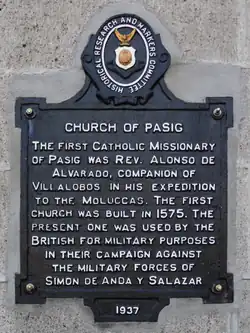 HISTORICAL RESEARCH AND MARKERS COMMITTEE
CHURCH OF PASIG
THE FIRST CATHOLIC MISSIONARY
OF PASIG WAS REV. ALONSO DE
ALVARADO, COMPANION OF
VILLALOBOS IN HIS EXPEDITION
TO THE MOLUCCAS. THE FIRST
CHURCH WAS BUILT IN 1575. THE
PRESENT ONE WAS USED BY THE
BRITISH FOR MILITARY PURPOSES
IN THEIR CAMPAIGN AGAINST
THE MILITARY FORCES OF
SIMON DE ANDA Y SALAZAR
1937